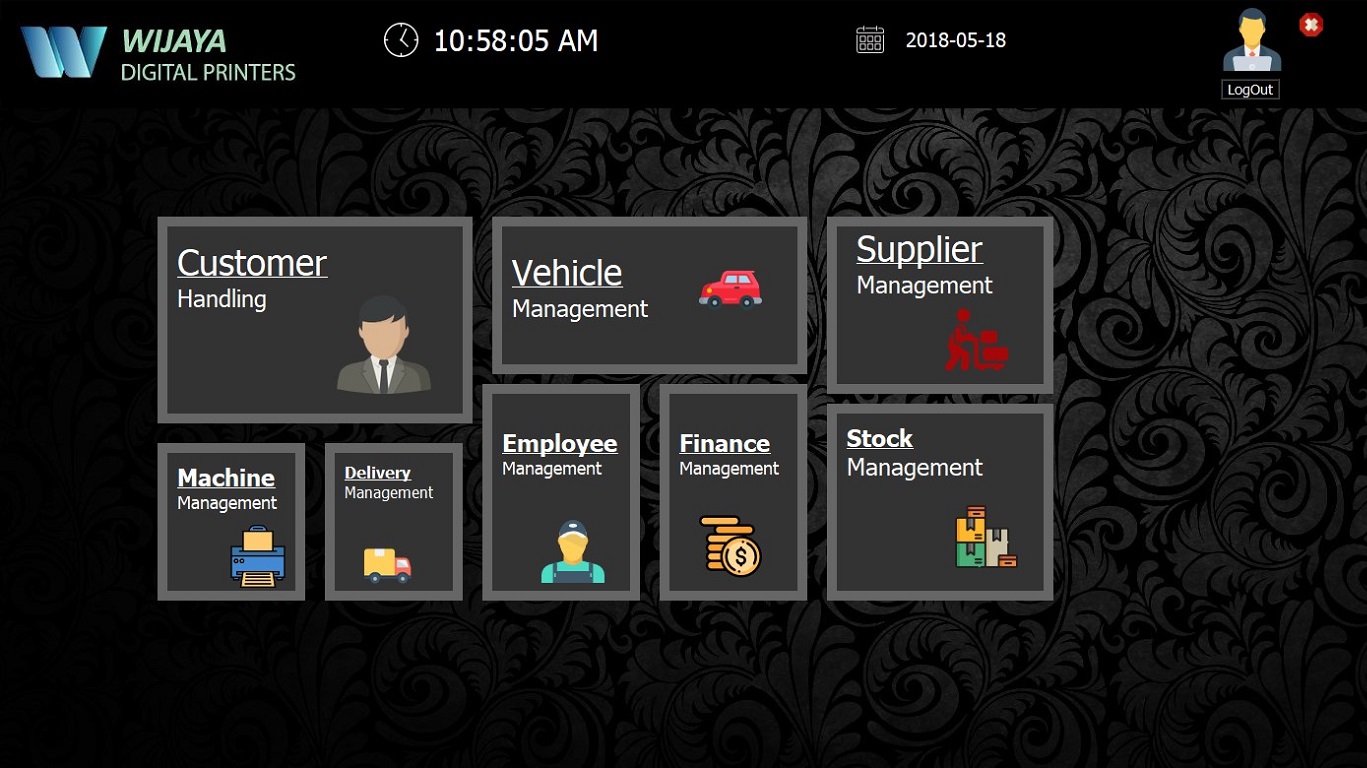 WIJAYA
DIGITAL PRINTERS
10:58:05 AM
2018-05-18
LogOut
Customer
Handling
Vehicle
Management
Supplier
Management
Machine
Management
Delivery
Management
Employee
Management
Finance
Management
Stock
Management